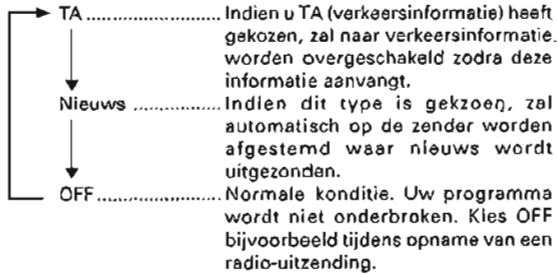 TA .................... Indien u TA (verkeersinformatie) heeft
gekozen, zal naar verkeersinformatie.
worden overgeschakeld zodra deze
informatie aanvangt.
Nieuws ................. Indien dit type is gekzoen, zal
automatisch op de zender worden
afgestemd waar nieuws wordt
uitgezonden.
OFF ..................... Normale konditie. Uw programma
wordt niet onderbroken. Kies OFF
bijvoorbeeld tijdens opname van een
radio-uitzending.